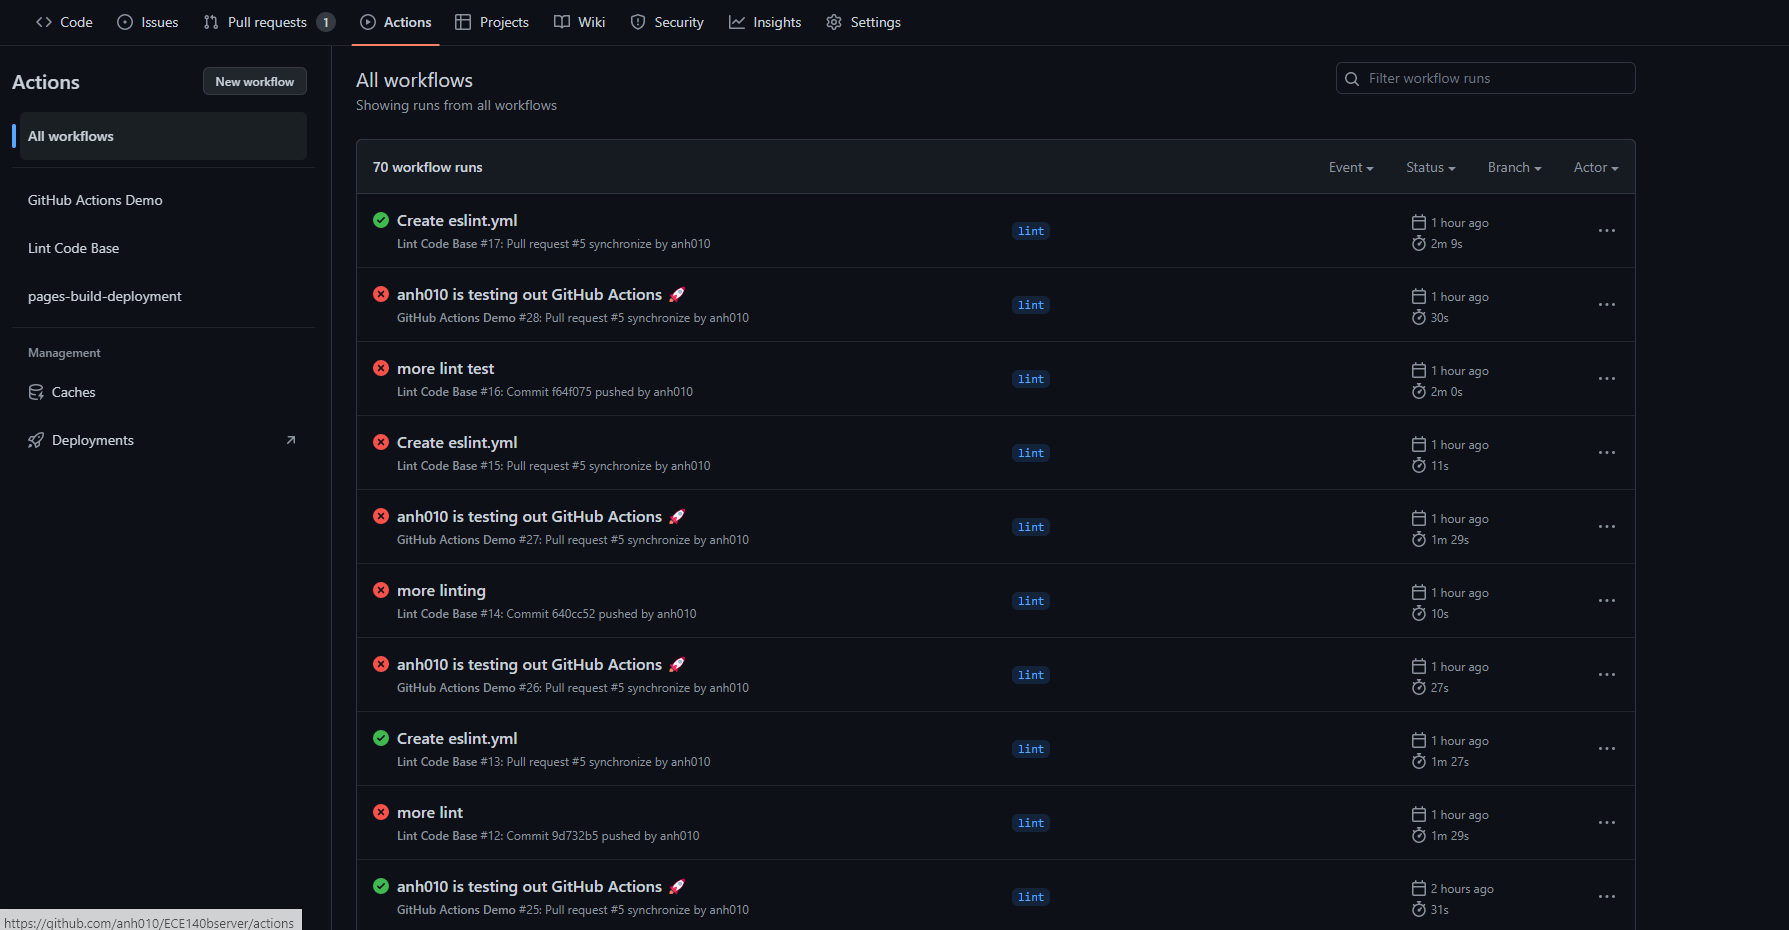 Code Issues Pull requests 1 Actions Projects Wiki Security Insights Settings
Actions
New workflow
All workflows
GitHub Actions Demo
Lint Code Base
pages-build-deployment
Management
Caches
Deployments
All workflows
Showing runs from all workflows
Filter workflow runs
70 workflow runs
Event Status Branch Actor
Create eslint.yml
Lint Code Base #17: Pull request #5 synchronize by anh010
lint
1 hour ago
2m 9s
anh010 is testing out GitHub Actions 🚀
GitHub Actions Demo #28: Pull request #5 synchronize by anh010
lint
1 hour ago
30s
more lint test
Lint Code Base #16: Commit f64f075 pushed by anh010
lint
1 hour ago
2m 0s
Create eslint.yml
Lint Code Base #15: Pull request #5 synchronize by anh010
lint
1 hour ago
11s
anh010 is testing out GitHub Actions 🚀
GitHub Actions Demo #27: Pull request #5 synchronize by anh010
lint
1 hour ago
1m 29s
more linting
Lint Code Base #14: Commit 640cc52 pushed by anh010
lint
1 hour ago
10s
anh010 is testing out GitHub Actions 🚀
GitHub Actions Demo #26: Pull request #5 synchronize by anh010
lint
1 hour ago
27s
Create eslint.yml
Lint Code Base #13: Pull request #5 synchronize by anh010
lint
1 hour ago
1m 27s
more lint
Lint Code Base #12: Commit 9d732b5 pushed by anh010
lint
1 hour ago
1m 29s
anh010 is testing out GitHub Actions 🚀
GitHub Actions Demo #25: Pull request #5 synchronize by anh010
lint
2 hours ago
31s
https://github.com/anh010/ECE140bserver/actions